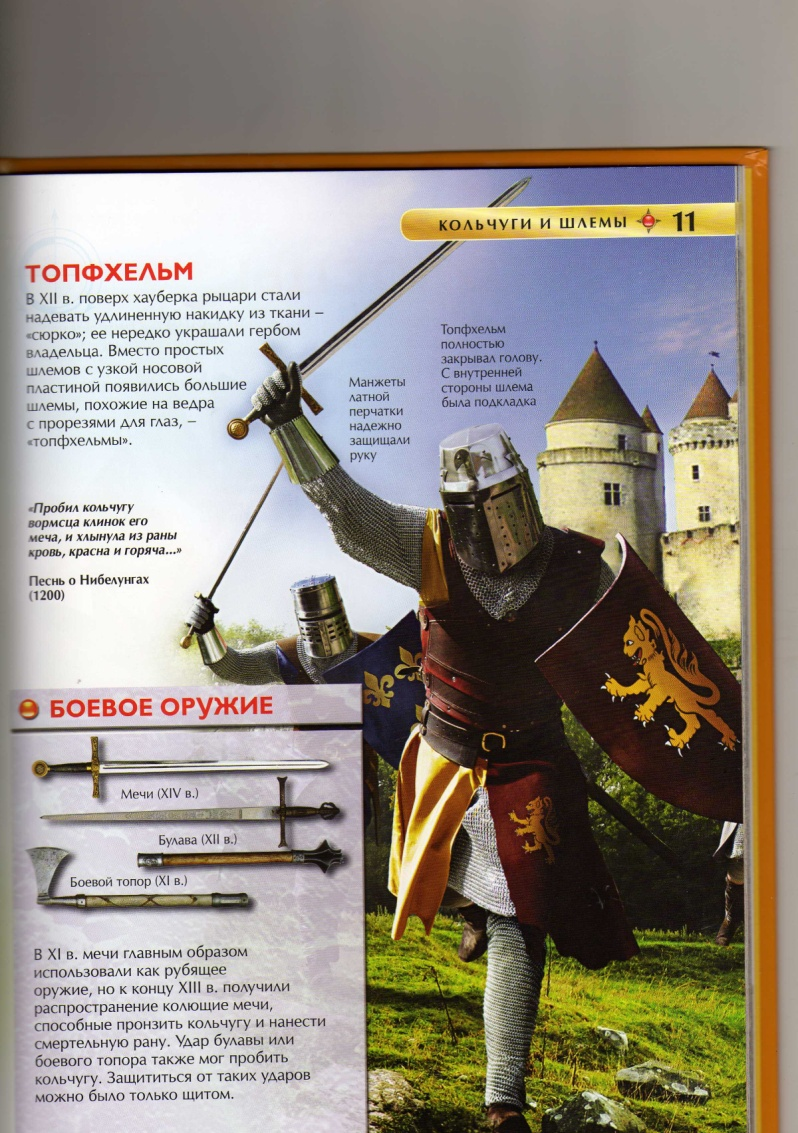 КОЛЬЧУГИ И ШЛЕМЫ 11
ТОПФХЕЛЬМ
В XII в. поверх хауберка рыцари стали
надевать удлиненную накидку из ткани –
«сюрко»; ее нередко украшали гербом
владельца. Вместо простых
шлемов с узкой носовой
пластиной появились большие
шлемы, похожие на ведра
с прорезями для глаз, –
«топфхельмы».
Манжеты
латной
перчатки
надежно
защищали
руку
Топфхельм
полностью
закрывал голову.
С внутренней
стороны шлема
была подкладка
«Пробил кольчугу
вормсца клинок его
меча, и хлынула из раны
кровь, красна и горяча...»
Песнь о Нибелунгах
(1200)
БОЕВОЕ ОРУЖИЕ
Мечи (XIV в.)
Булава (XII в.)
Боевой топор (XI в.)
В XI в. мечи главным образом
использовали как рубящее
оружие, но к концу XIII в. получили
распространение колющие мечи,
способные пронзить кольчугу и нанести
смертельную рану. Удар булавы или
боевого топора также мог пробить
кольчугу. Защититься от таких ударов
можно было только щитом.